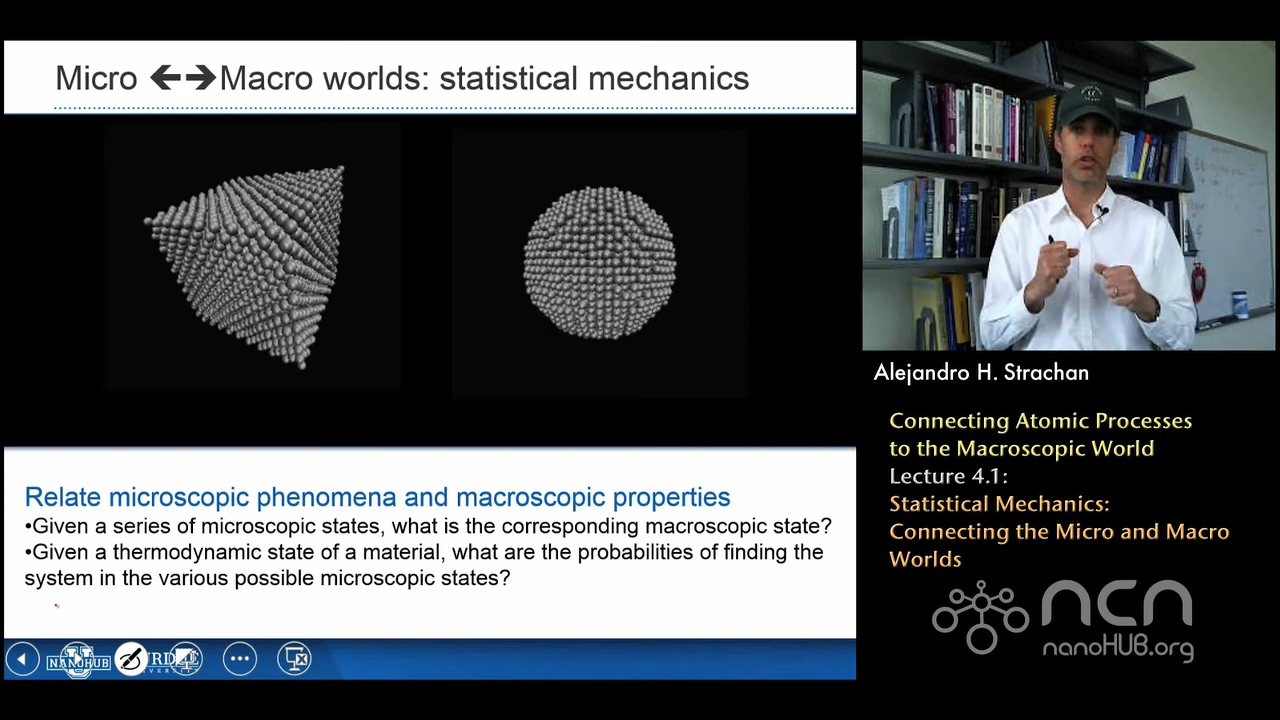 Micro ←→ Macro worlds: statistical mechanics
Relate microscopic phenomena and macroscopic properties
•Given a series of microscopic states, what is the corresponding macroscopic state?
•Given a thermodynamic state of a material, what are the probabilities of finding the
system in the various possible microscopic states?
NANOHUB
Alejandro H. Strachan
Connecting Atomic Processes
to the Macroscopic World
Lecture 4.1:
Statistical Mechanics:
Connecting the Micro and Macro
Worlds
ncn
nanoHUB.org